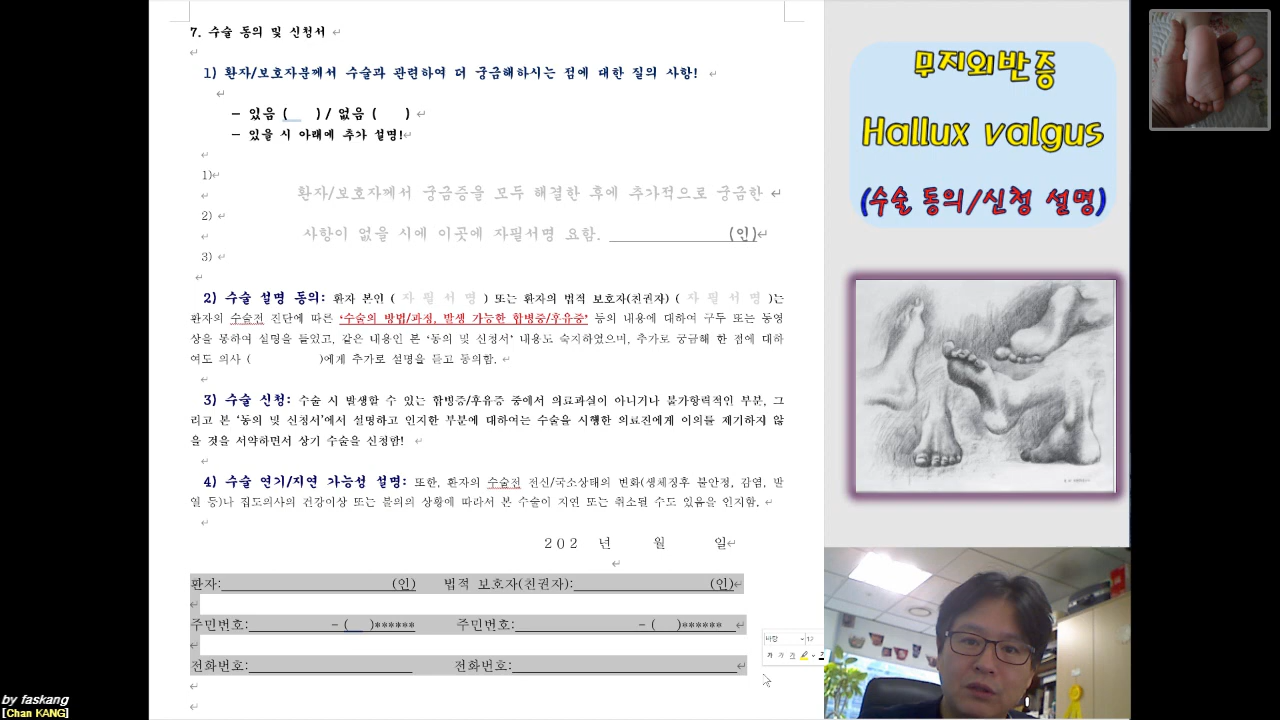 7. 수술 동의 및 신청서
1) 환자/보호자분께서 수술과 관련하여 더 궁금해하시는 점에 대한 질의 사항!
- 있음 (    ) / 없음 (    )
- 있을 시 아래에 추가 설명!
1)
환자/보호자께서 궁금증을 모두 해결한 후에 추가적으로 궁금한
2)
사항이 없을 시에 이곳에 자필서명 요함. ____________(인)
3)
2) 수술 설명 동의: 환자 본인 ( 자 필 서 명 ) 또는 환자의 법적 보호자(친권자) ( 자 필 서 명 )는
환자의 수술전 진단에 따른 '수술의 방법/과정, 발생 가능한 합병증/후유증' 등의 내용에 대하여 구두 또는 동영
상을 통하여 설명을 들었고, 같은 내용인 본 '동의 및 신청서' 내용도 숙지하였으며, 추가로 궁금해 한 점에 대하
여도 의사 (            )에게 추가로 설명을 듣고 동의함.
3) 수술 신청: 수술 시 발생할 수 있는 합병증/후유증 중에서 의료과실이 아니거나 불가항력적인 부분, 그
리고 본 '동의 및 신청서'에서 설명하고 인지한 부분에 대하여는 수술을 시행한 의료진에게 이의를 제기하지 않
을 것을 서약하면서 상기 수술을 신청함!
4) 수술 연기/지연 가능성 설명: 또한, 환자의 수술전 전신/국소상태의 변화(생체징후 불안정, 감염, 발
열 등)나 집도의사의 건강이상 또는 불의의 상황에 따라서 본 수술이 지연 또는 취소될 수도 있음을 인지함.
202   년      월      일
환자:____________________(인)    법적 보호자(친권자):________________(인)
주민번호:__________ - (    )******    주민번호:______________ - (    )******
전화번호:____________________    전화번호:____________________________
무지외반증
Hallux valgus
(수술 동의/신청 설명)
바탕 12
by faskang
[Chan KANG]